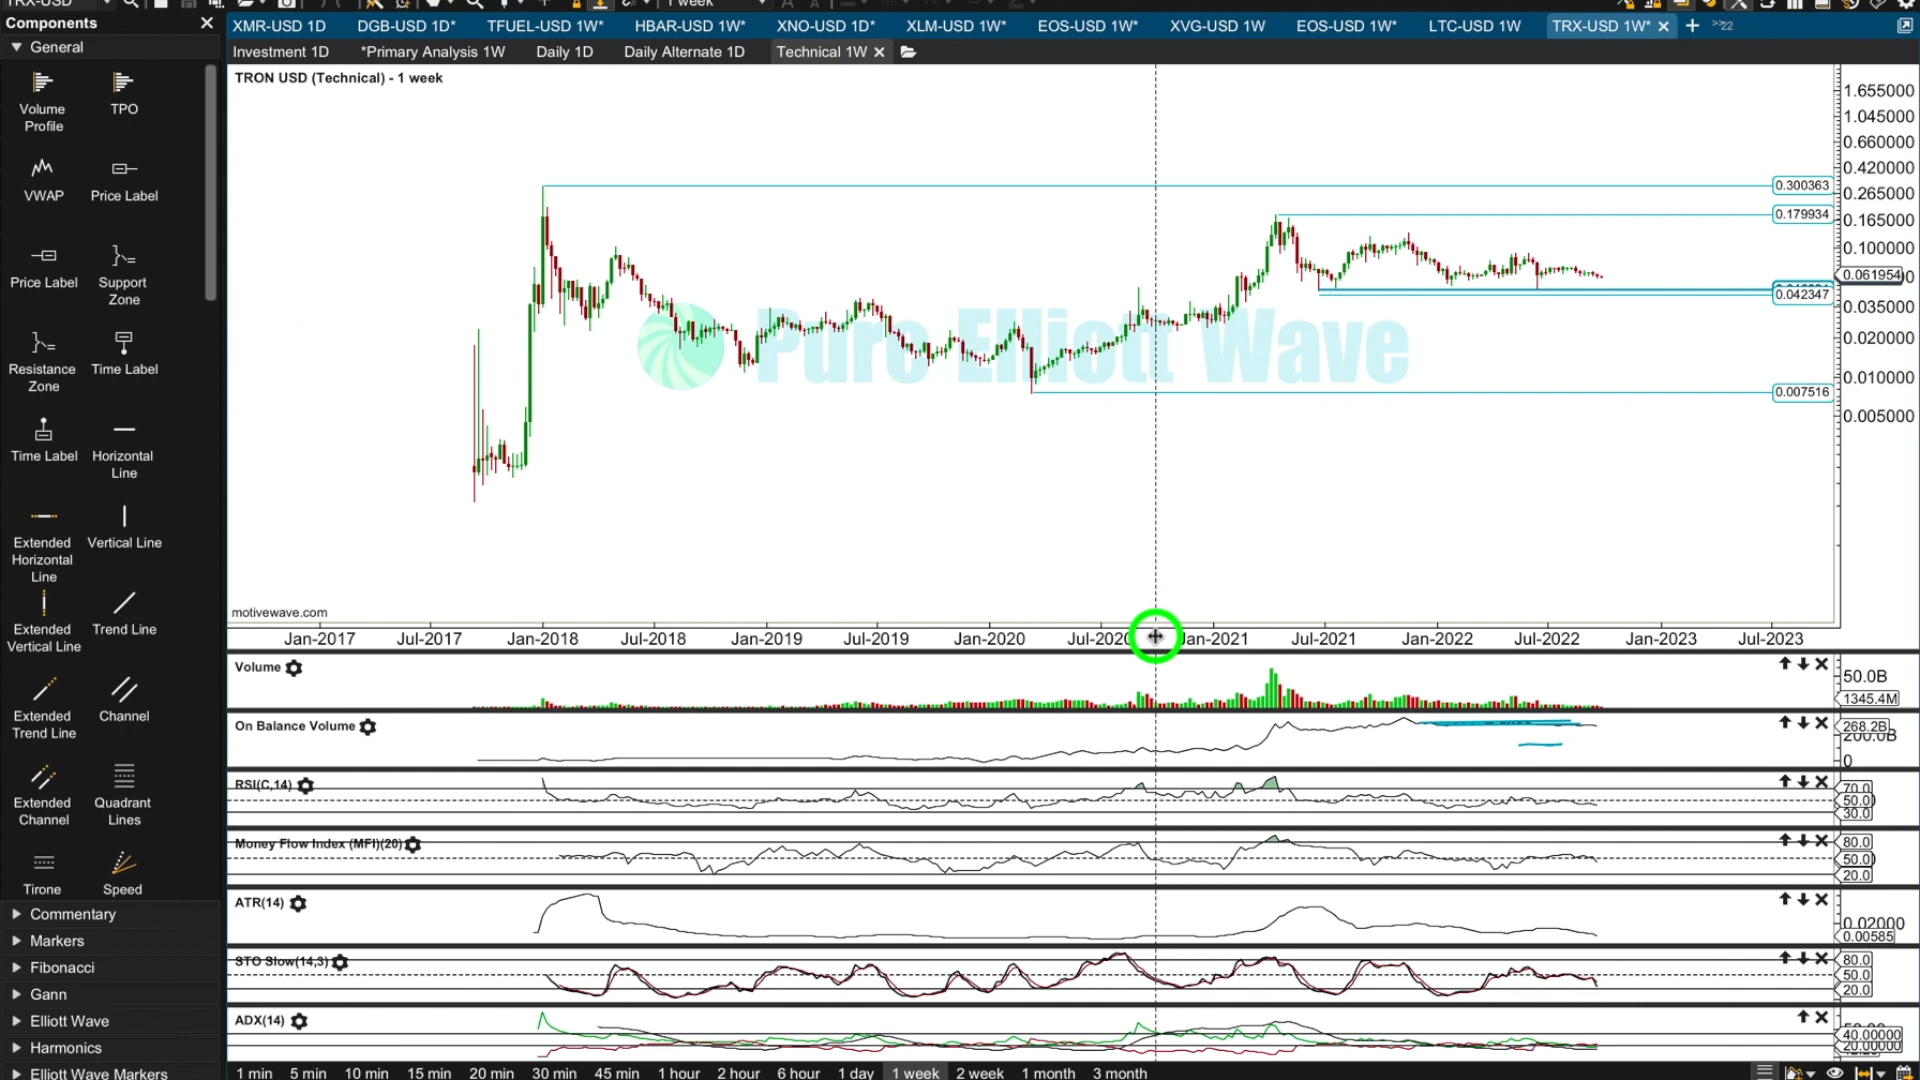 TRX-USD
1 week
Components
XMR-USD 1D DGB-USD 1D* TFUEL-USD 1W* HBAR-USD 1W* XNO-USD 1D* XLM-USD 1W* EOS-USD 1W* XVG-USD 1W EOS-USD 1W* LTC-USD 1W TRX-USD 1W* 22
General
Investment 1D *Primary Analysis 1W Daily 1D Daily Alternate 1D Technical 1W
TRON USD (Technical) - 1 week
Volume Profile
TPO
VWAP
Price Label
Price Label
Support Zone
Resistance Zone
Time Label
Time Label
Horizontal Line
Extended Horizontal Line
Vertical Line
Extended Vertical Line
Trend Line
Extended Trend Line
Channel
Extended Channel
Quadrant Lines
Tirone
Speed
Commentary
Markers
Fibonacci
Gann
Elliott Wave
Harmonics
Elliott Wave Markers
Puro Elliott Wave
1.655000
1.045000
0.660000
0.420000
0.300363
0.265000
0.179934
0.165000
0.100000
0.061954
0.042347
0.035000
0.020000
0.010000
0.007516
0.005000
motivewave.com
Jan-2017 Jul-2017 Jan-2018 Jul-2018 Jan-2019 Jul-2019 Jan-2020 Jul-2020 Jan-2021 Jul-2021 Jan-2022 Jul-2022 Jan-2023 Jul-2023
Volume
50.0B
1345.4M
On Balance Volume
268.2B
200.0B
0
RSI(C,14)
70.0
50.0
30.0
Money Flow Index (MFI)(20)
80.0
50.0
20.0
ATR(14)
0.02000
0.00585
STO Slow(14,3)
80.0
50.0
20.0
ADX(14)
40.00000
20.00000
1 min 5 min 10 min 15 min 20 min 30 min 45 min 1 hour 2 hour 6 hour 1 day 1 week 2 week 1 month 3 month